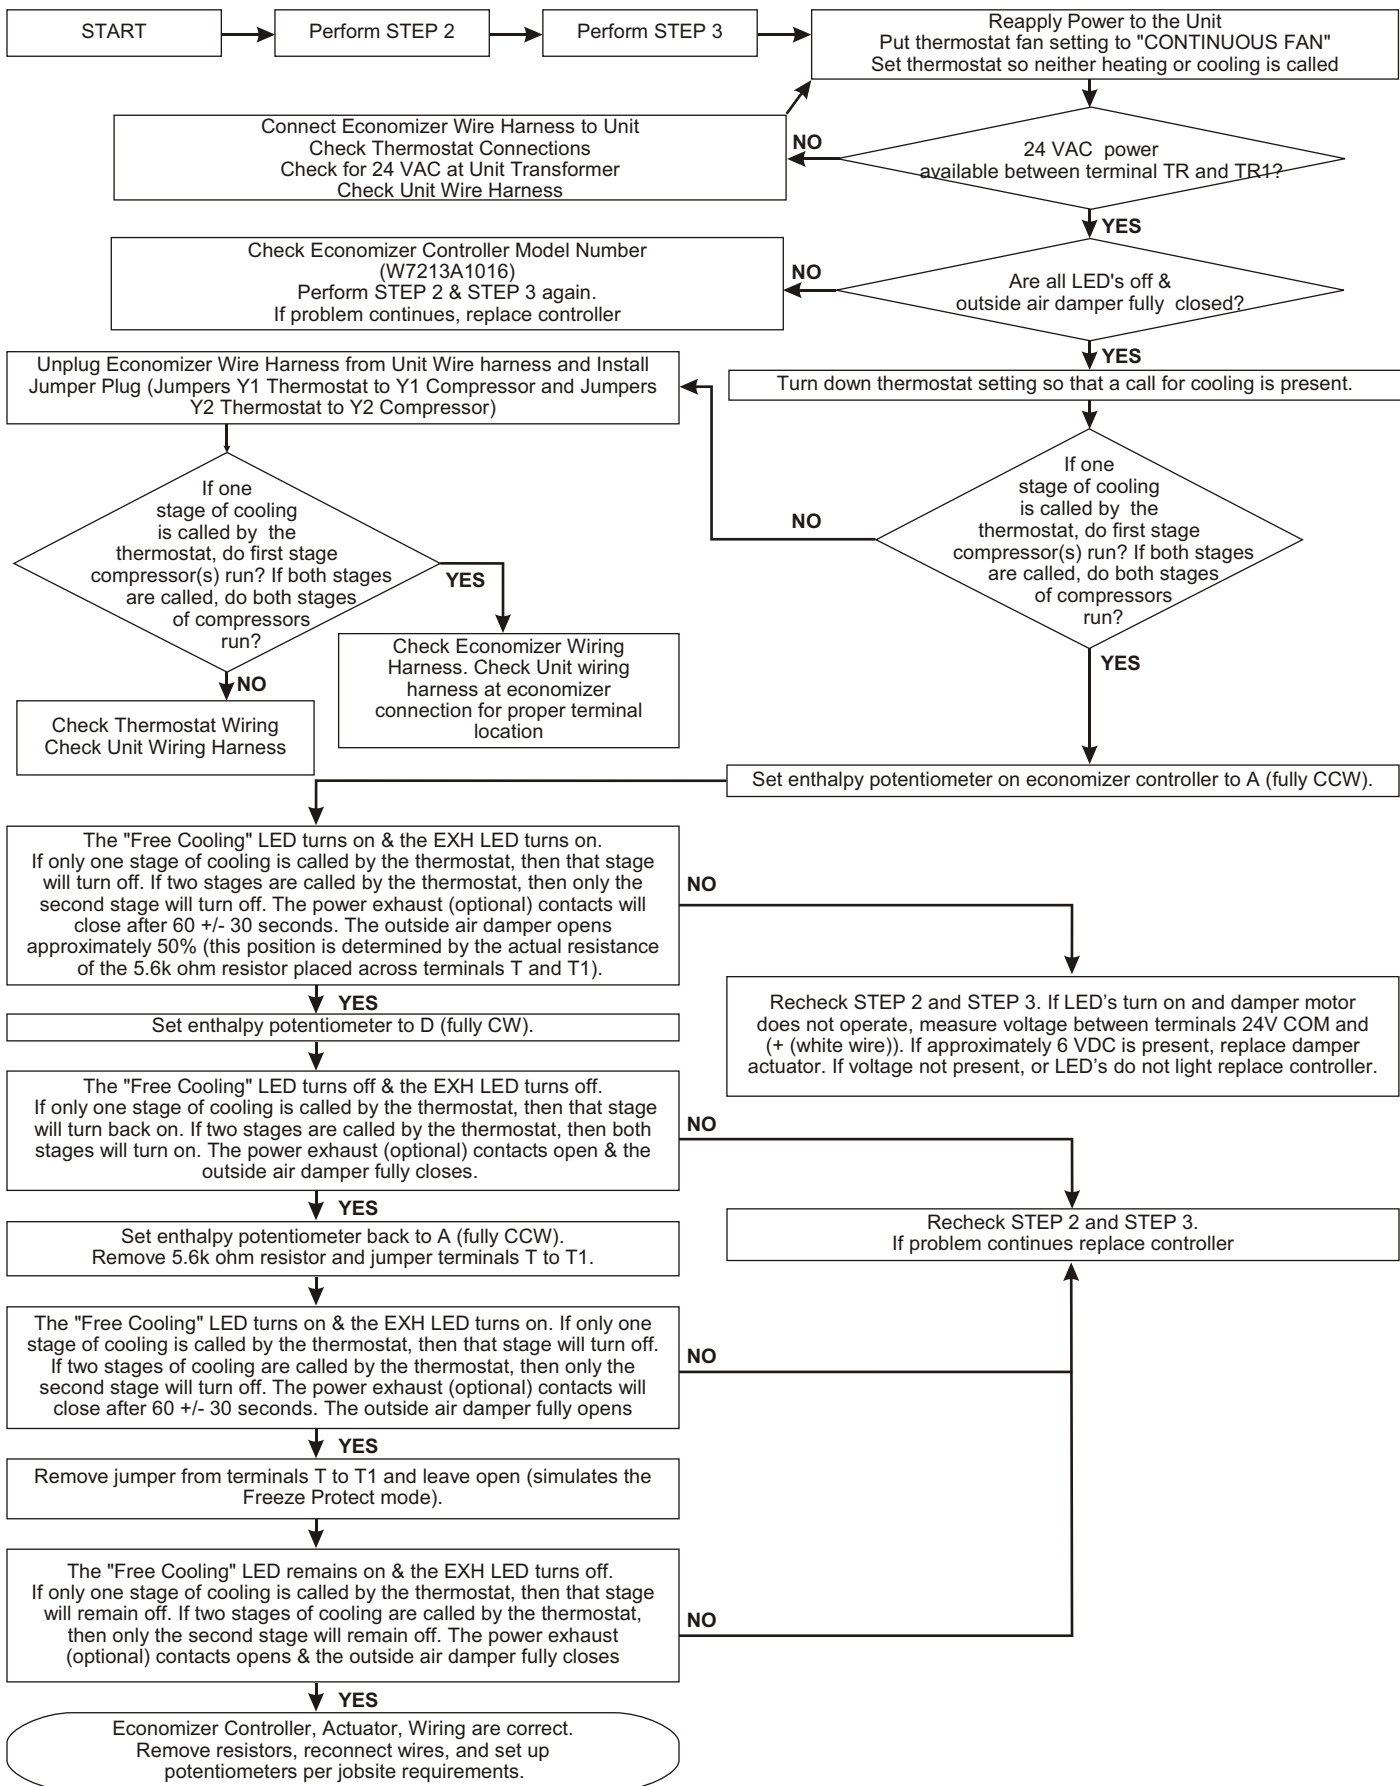 START
Perform STEP 2
Perform STEP 3
Reapply Power to the Unit
Put thermostat fan setting to "CONTINUOUS FAN"
Set thermostat so neither heating or cooling is called
Connect Economizer Wire Harness to Unit
Check Thermostat Connections
Check for 24 VAC at Unit Transformer
Check Unit Wire Harness
NO
24 VAC power
available between terminal TR and TR1?
YES
Check Economizer Controller Model Number
(W7213A1016)
Perform STEP 2 & STEP 3 again.
If problem continues, replace controller
NO
Are all LED's off &
outside air damper fully closed?
YES
Unplug Economizer Wire Harness from Unit Wire harness and Install
Jumper Plug (Jumpers Y1 Thermostat to Y1 Compressor and Jumpers
Y2 Thermostat to Y2 Compressor)
Turn down thermostat setting so that a call for cooling is present.
If one
stage of cooling
is called by the
thermostat, do first stage
compressor(s) run? If both stages
are called, do both stages
of compressors
run?
NO
If one
stage of cooling
is called by the
thermostat, do first stage
compressor(s) run? If both stages
are called, do both stages
of compressors
run?
YES
Check Economizer Wiring
Harness. Check Unit wiring
harness at economizer
connection for proper terminal
location
YES
NO
Check Thermostat Wiring
Check Unit Wiring Harness
Set enthalpy potentiometer on economizer controller to A (fully CCW).
The "Free Cooling" LED turns on & the EXH LED turns on.
If only one stage of cooling is called by the thermostat, then that stage
will turn off. If two stages are called by the thermostat, then only the
second stage will turn off. The power exhaust (optional) contacts will
close after 60 +/- 30 seconds. The outside air damper opens
approximately 50% (this position is determined by the actual resistance
of the 5.6k ohm resistor placed across terminals T and T1).
NO
YES
Recheck STEP 2 and STEP 3. If LED's turn on and damper motor
does not operate, measure voltage between terminals 24V COM and
(+ (white wire)). If approximately 6 VDC is present, replace damper
actuator. If voltage not present, or LED's do not light replace controller.
Set enthalpy potentiometer to D (fully CW).
The "Free Cooling" LED turns off & the EXH LED turns off.
If only one stage of cooling is called by the thermostat, then that stage
will turn back on. If two stages are called by the thermostat, then both
stages will turn on. The power exhaust (optional) contacts open & the
outside air damper fully closes.
NO
YES
Recheck STEP 2 and STEP 3.
If problem continues replace controller
Set enthalpy potentiometer back to A (fully CCW).
Remove 5.6k ohm resistor and jumper terminals T to T1.
The "Free Cooling" LED turns on & the EXH LED turns on. If only one
stage of cooling is called by the thermostat, then that stage will turn off.
If two stages of cooling are called by the thermostat, then only the
second stage will turn off. The power exhaust (optional) contacts will
close after 60 +/- 30 seconds. The outside air damper fully opens
NO
YES
Remove jumper from terminals T to T1 and leave open (simulates the
Freeze Protect mode).
The "Free Cooling" LED remains on & the EXH LED turns off.
If only one stage of cooling is called by the thermostat, then that stage
will remain off. If two stages of cooling are called by the thermostat,
then only the second stage will remain off. The power exhaust
(optional) contacts opens & the outside air damper fully closes
NO
YES
Economizer Controller, Actuator, Wiring are correct.
Remove resistors, reconnect wires, and set up
potentiometers per jobsite requirements.